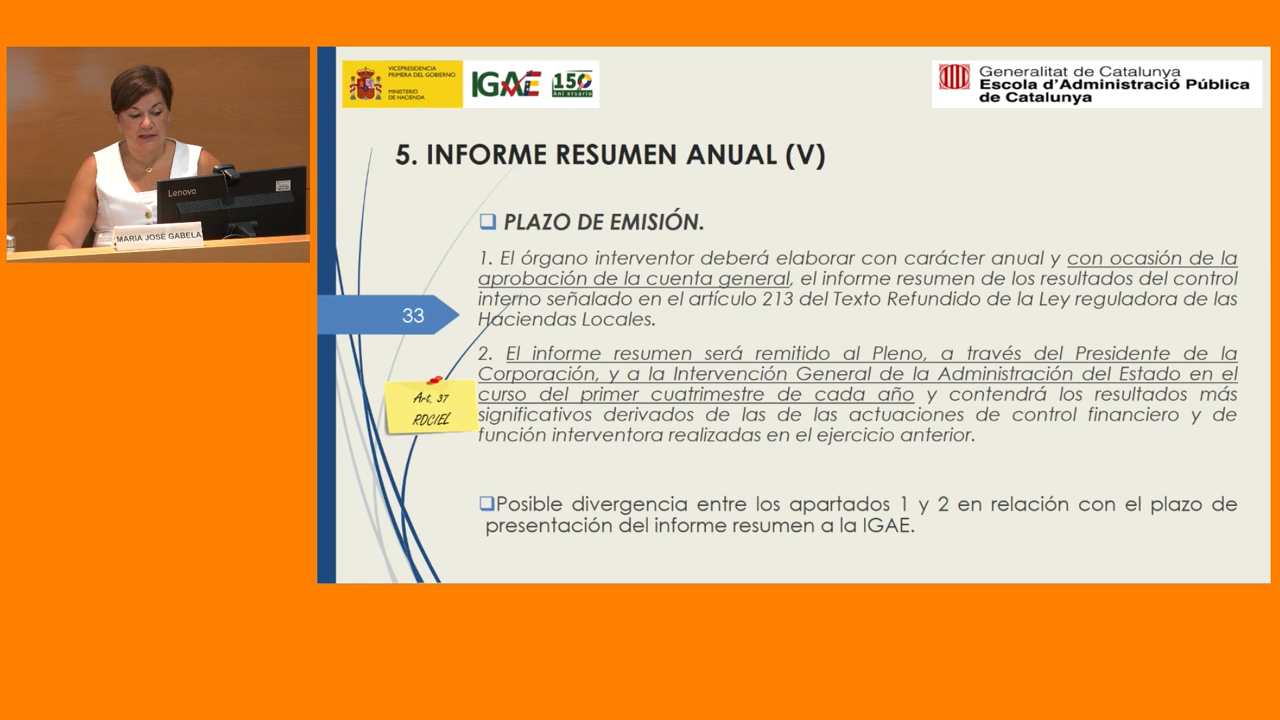 Lenovo
MARIA JOSÉ GABELA
VICEPRESIDENCIA
PRIMERA DEL GOBIERNO
MINISTERIO
DE HACIENDA
IGAE
150
Aniversario
Generalitat de Catalunya
Escola d'Administració Pública
de Catalunya
5. INFORME RESUMEN ANUAL (V)
PLAZO DE EMISIÓN.
1. El órgano interventor deberá elaborar con carácter anual y con ocasión de la
aprobación de la cuenta general, el informe resumen de los resultados del control
interno señalado en el artículo 213 del Texto Refundido de la Ley reguladora de las
Haciendas Locales.
33
2. El informe resumen será remitido al Pleno, a través del Presidente de la
Corporación, y a la Intervención General de la Administración del Estado en el
curso del primer cuatrimestre de cada año y contendrá los resultados más
significativos derivados de las de las actuaciones de control financiero y de
función interventora realizadas en el ejercicio anterior.
Art. 37
RDCIEL
Posible divergencia entre los apartados 1 y 2 en relación con el plazo de
presentación del informe resumen a la IGAE.